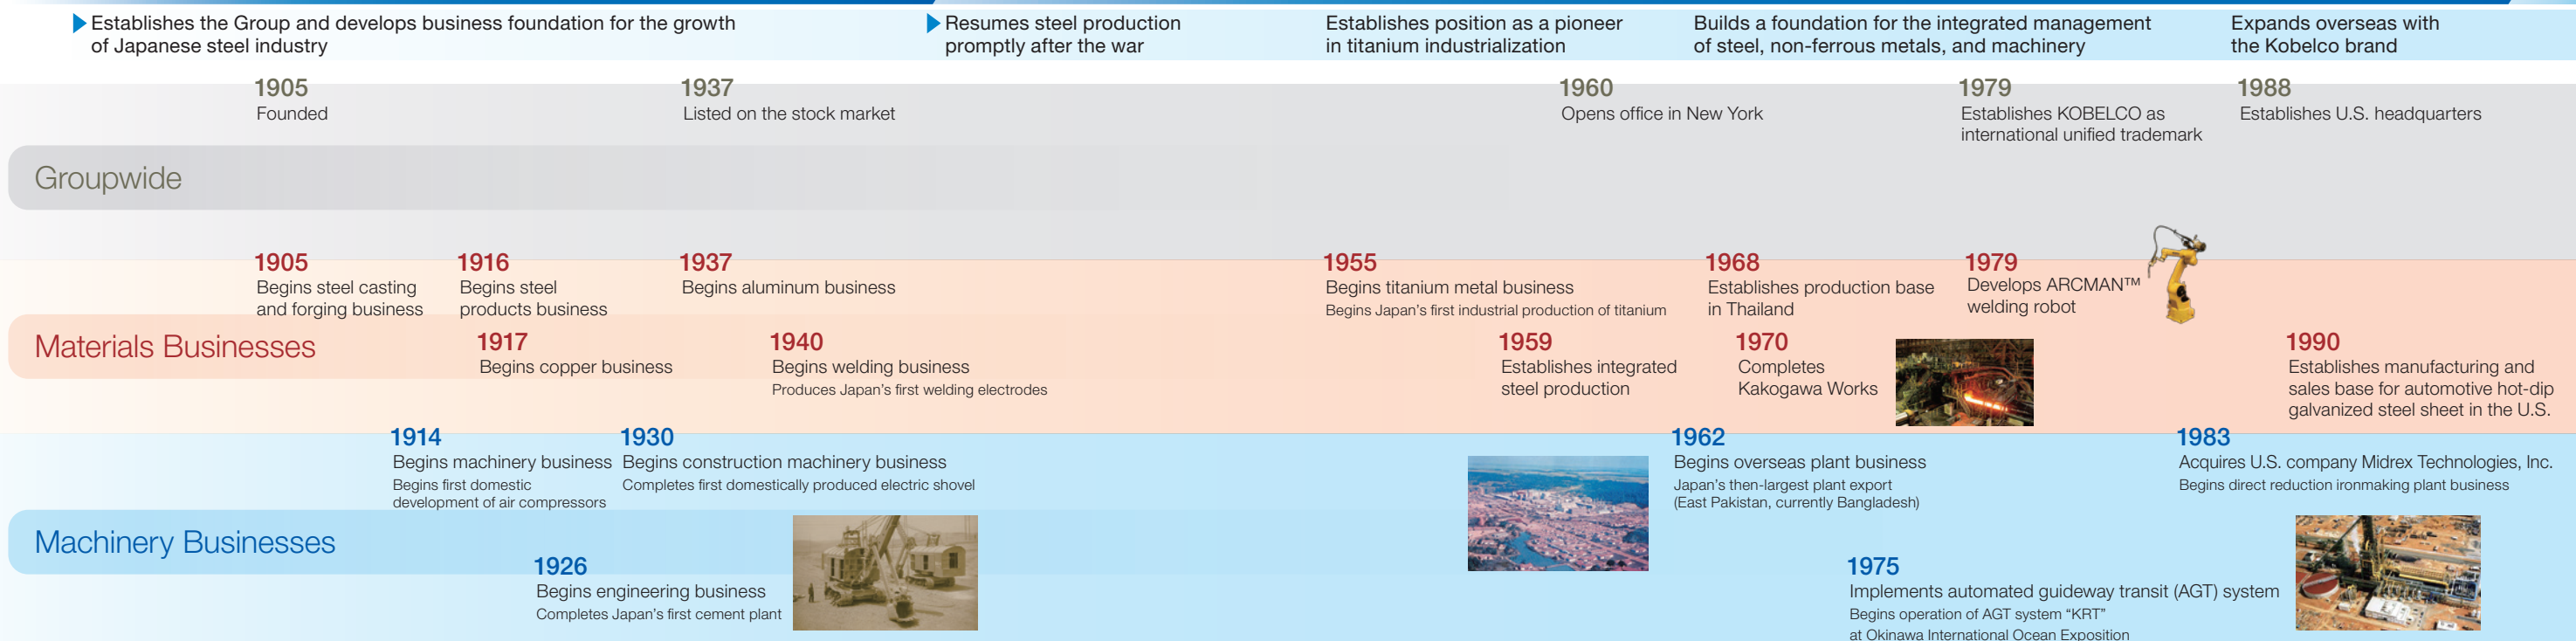 Establishes the Group and develops business foundation for the growth
of Japanese steel industry
Resumes steel production
promptly after the war
Establishes position as a pioneer
in titanium industrialization
Builds a foundation for the integrated management
of steel, non-ferrous metals, and machinery
Expands overseas with
the Kobelco brand
Groupwide
1905
Founded
1937
Listed on the stock market
1960
Opens office in New York
1979
Establishes KOBELCO as
international unified trademark
1988
Establishes U.S. headquarters
Materials Businesses
1905
Begins steel casting
and forging business
1916
Begins steel
products business
1917
Begins copper business
1937
Begins aluminum business
1940
Begins welding business
Produces Japan's first welding electrodes
1955
Begins titanium metal business
Begins Japan's first industrial production of titanium
1959
Establishes integrated
steel production
1968
Establishes production base
in Thailand
1970
Completes
Kakogawa Works
1979
Develops ARCMAN™
welding robot
1990
Establishes manufacturing and
sales base for automotive hot-dip
galvanized steel sheet in the U.S.
Machinery Businesses
1914
Begins machinery business
Begins first domestic
development of air compressors
1926
Begins engineering business
Completes Japan's first cement plant
1930
Begins construction machinery business
Completes first domestically produced electric shovel
1962
Begins overseas plant business
Japan's then-largest plant export
(East Pakistan, currently Bangladesh)
1975
Implements automated guideway transit (AGT) system
Begins operation of AGT system “KRT”
at Okinawa International Ocean Exposition
1983
Acquires U.S. company Midrex Technologies, Inc.
Begins direct reduction ironmaking plant business